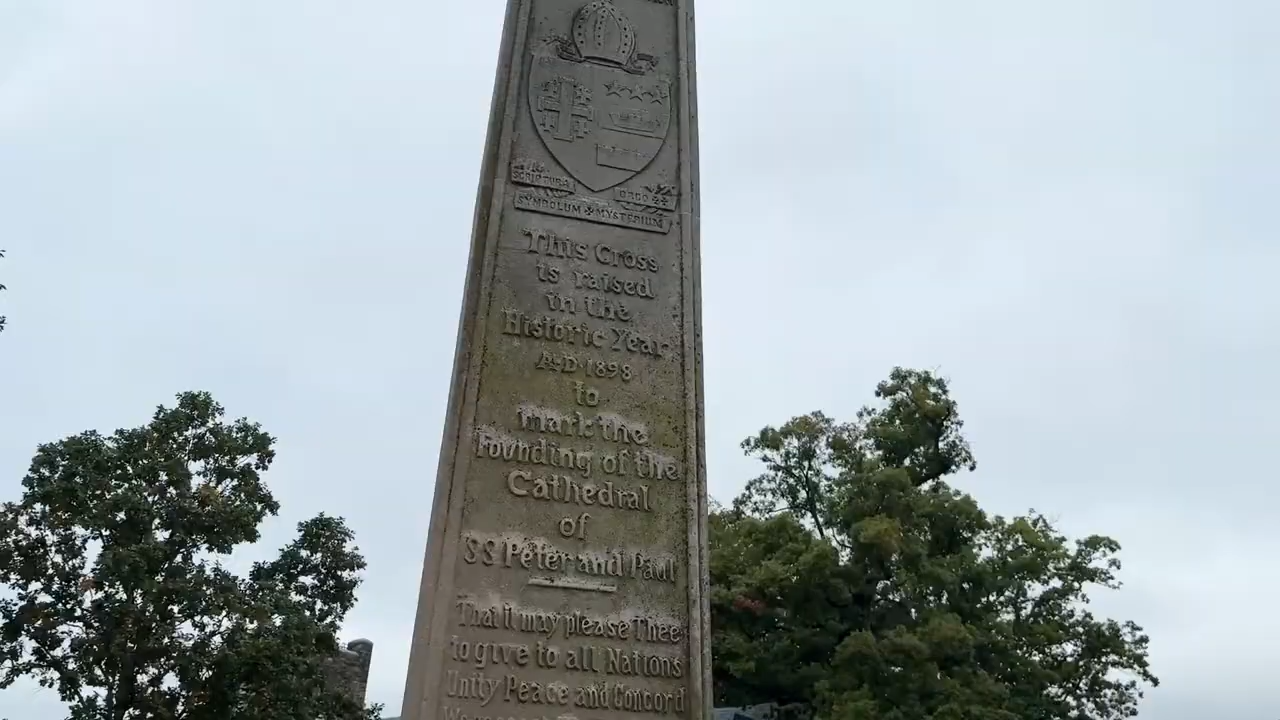 SCRIPTURA
ORDO
SYMBOLUM ✤ MYSTERIUM
This Cross
is raised
in the
Historic Year
A.D. 1898
to
mark the
Founding of the
Cathedral
of
SS Peter and Paul
That it may please Thee
to give to all Nations
Unity Peace and Concord